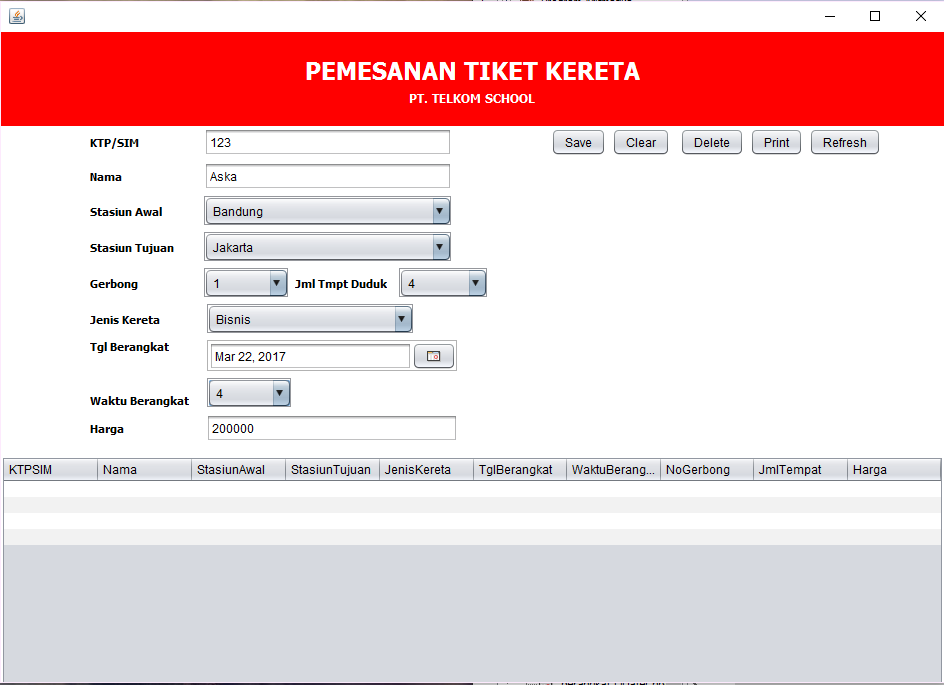 PEMESANAN TIKET KERETA
PT. TELKOM SCHOOL
KTP/SIM 123 Save Clear Delete Print Refresh
Nama Aska
Stasiun Awal Bandung
Stasiun Tujuan Jakarta
Gerbong 1 Jml Tmpt Duduk 4
Jenis Kereta Bisnis
Tgl Berangkat Mar 22, 2017
Waktu Berangkat 4
Harga 200000
KTPSIM Nama StasiunAwal StasiunTujuan JenisKereta TglBerangkat WaktuBerang... NoGerbong JmlTempat Harga